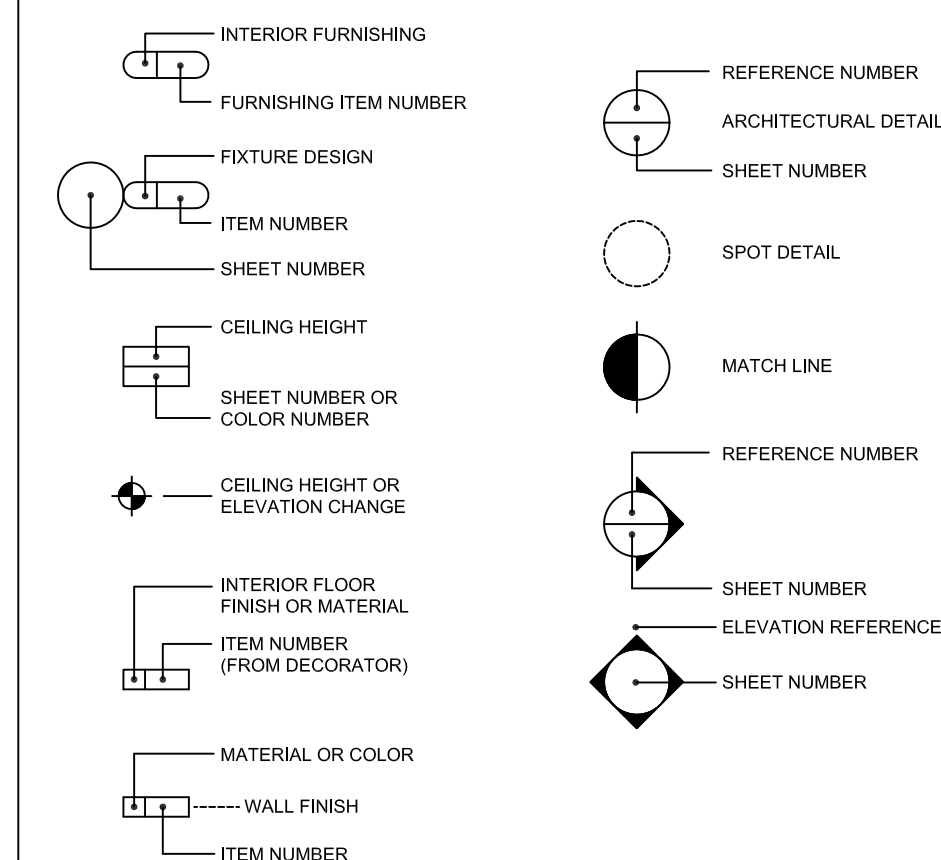 INTERIOR FURNISHING
FURNISHING ITEM NUMBER
FIXTURE DESIGN
ITEM NUMBER
SHEET NUMBER
CEILING HEIGHT
SHEET NUMBER OR
COLOR NUMBER
CEILING HEIGHT OR
ELEVATION CHANGE
INTERIOR FLOOR
FINISH OR MATERIAL
ITEM NUMBER
(FROM DECORATOR)
MATERIAL OR COLOR
WALL FINISH
ITEM NUMBER
REFERENCE NUMBER
ARCHITECTURAL DETAIL
SHEET NUMBER
SPOT DETAIL
MATCH LINE
REFERENCE NUMBER
SHEET NUMBER
ELEVATION REFERENCE
SHEET NUMBER